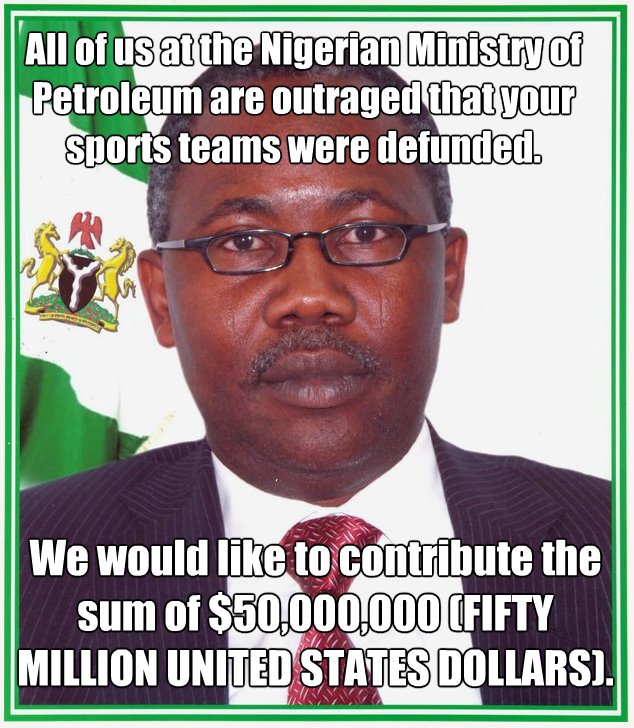 All of us at the Nigerian Ministry of
Petroleum are outraged that your
sports teams were defunded.
We would like to contribute the
sum of $50,000,000 (FIFTY
MILLION UNITED STATES DOLLARS).